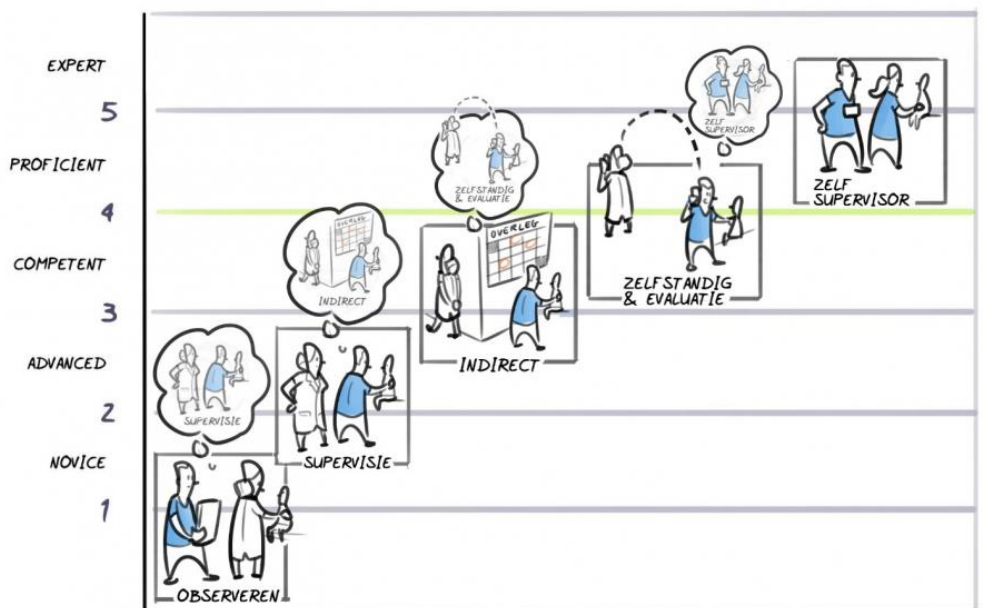 EXPERT
5
PROFICIENT
4
COMPETENT
3
ADVANCED
2
NOVICE
1
SUPERVISIE
OBSERVEREN
INDIRECT
SUPERVISIE
ZELFSTANDIG
& EVALUATIE
OVERLEG
INDIRECT
ZELF
SUPERVISOR
ZELFSTANDIG
& EVALUATIE
ZELF
SUPERVISOR